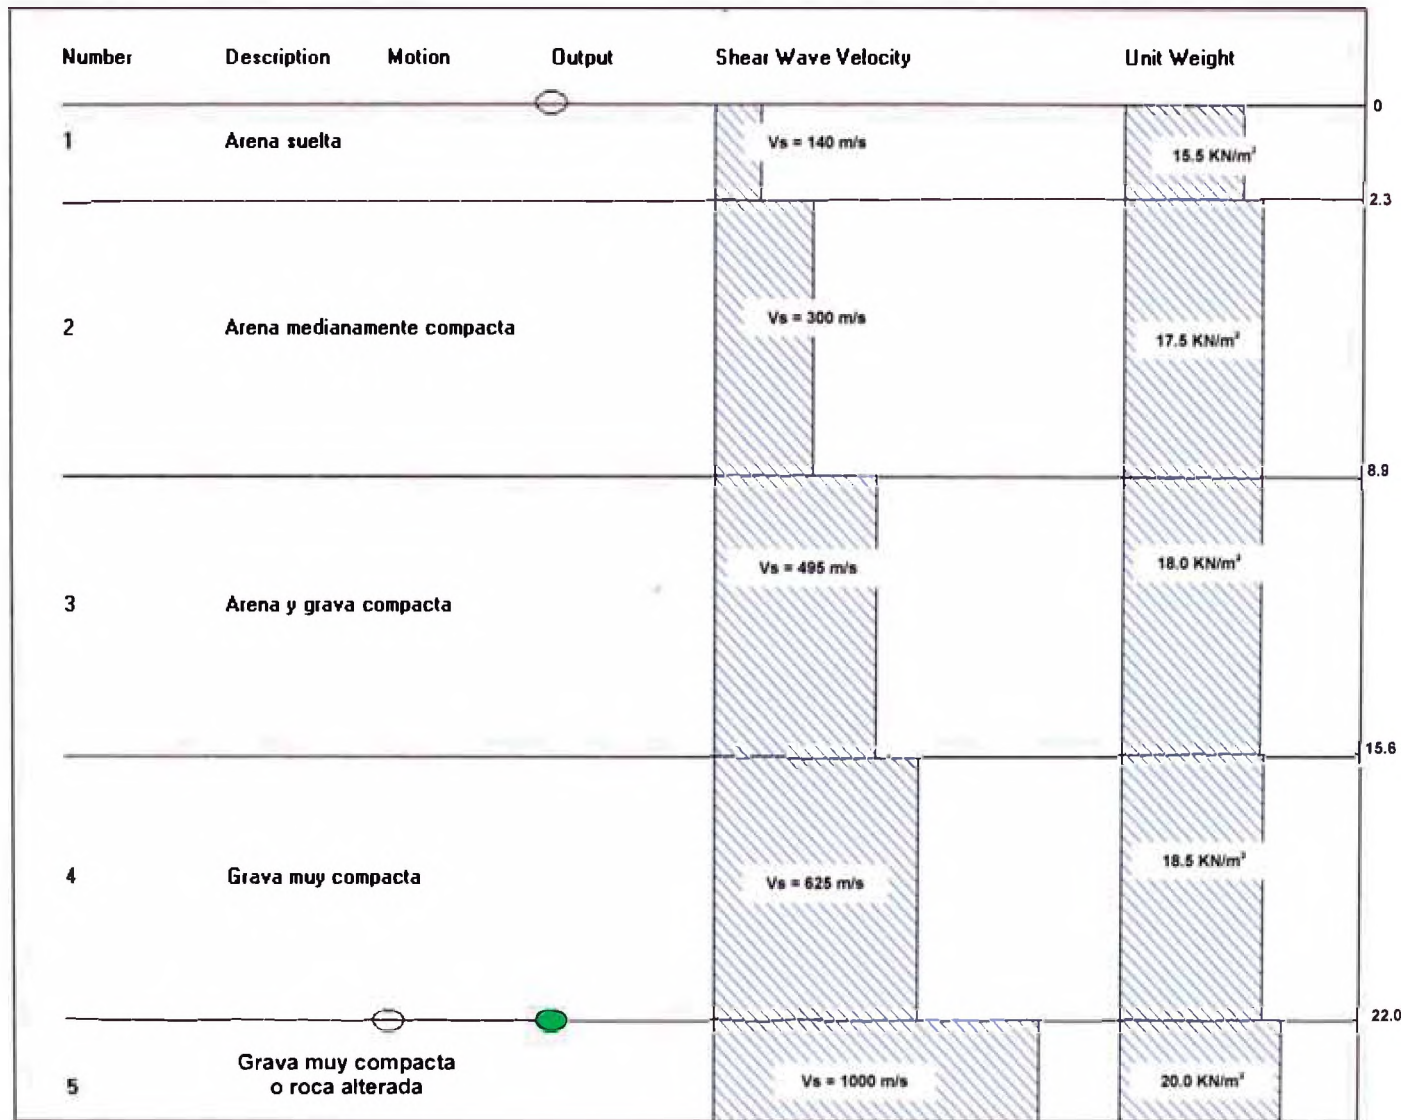 Number Description Motion Output Shear Wave Velocity Unit Weight
0
1 Arena suelta Vs = 140 m/s 15.5 KN/m³
2.3
2 Arena medianamente compacta Vs = 300 m/s 17.5 KN/m³
8.9
3 Arena y grava compacta Vs = 495 m/s 18.0 KN/m³
15.6
4 Grava muy compacta Vs = 625 m/s 18.5 KN/m³
22.0
Grava muy compacta
5 o roca alterada Vs = 1000 m/s 20.0 KN/m³